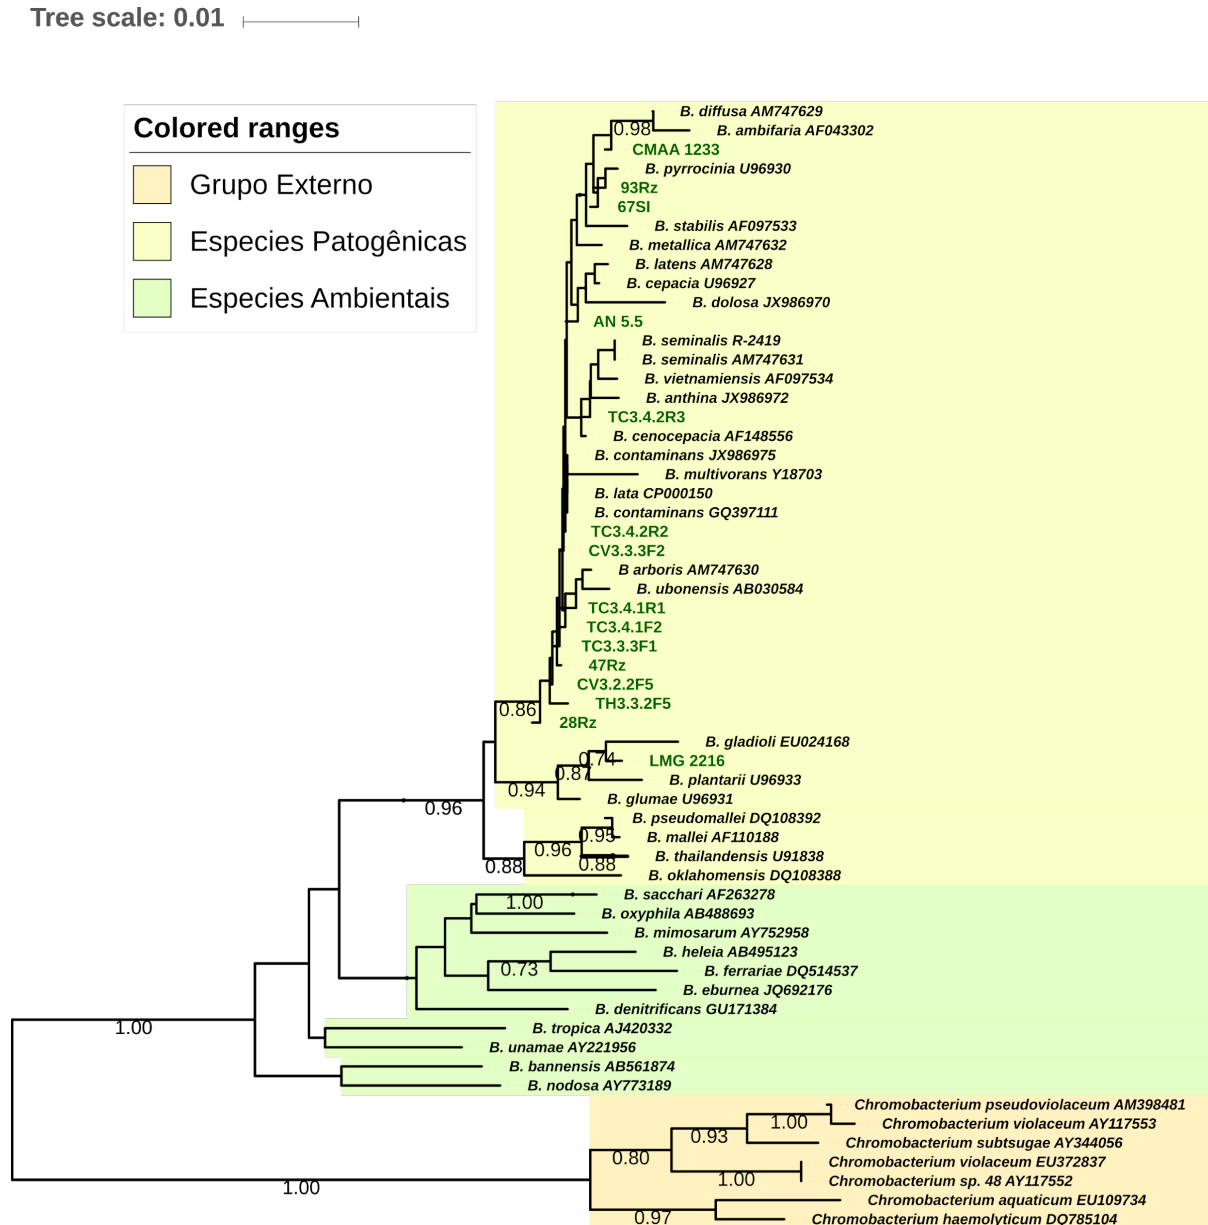 Tree scale: 0.01
Colored ranges
Grupo Externo
Especies Patogênicas
Especies Ambientais
B. diffusa AM747629
0.98
B. ambifaria AF043302
CMAA 1233
B. pyrrocinia U96930
93Rz
67SI
B. stabilis AF097533
B. metallica AM747632
B. latens AM747628
B. cepacia U96927
B. dolosa JX986970
AN 5.5
B. seminalis R-2419
B. seminalis AM747631
B. vietnamiensis AF097534
B. anthina JX986972
TC3.4.2R3
B. cenocepacia AF148556
B. contaminans JX986975
B. multivorans Y18703
B. lata CP000150
B. contaminans GQ397111
TC3.4.2R2
CV3.3.3F2
B arboris AM747630
B. ubonensis AB030584
TC3.4.1R1
TC3.4.1F2
TC3.3.3F1
47Rz
CV3.2.2F5
TH3.3.2F5
0.86
28Rz
B. gladioli EU024168
0.74
LMG 2216
0.87
B. plantarii U96933
0.94
B. glumae U96931
0.96
B. pseudomallei DQ108392
0.95
B. mallei AF110188
0.96
B. thailandensis U91838
0.88
0.88
B. oklahomensis DQ108388
B. sacchari AF263278
1.00
B. oxyphila AB488693
B. mimosarum AY752958
B. heleia AB495123
0.73
B. ferrariae DQ514537
B. eburnea JQ692176
B. denitrificans GU171384
1.00
B. tropica AJ420332
B. unamae AY221956
B. bannensis AB561874
B. nodosa AY773189
Chromobacterium pseudoviolaceum AM398481
1.00
Chromobacterium violaceum AY117553
0.93
Chromobacterium subtsugae AY344056
0.80
Chromobacterium violaceum EU372837
1.00
Chromobacterium sp. 48 AY117552
1.00
Chromobacterium aquaticum EU109734
0.97
Chromobacterium haemolyticum DQ785104